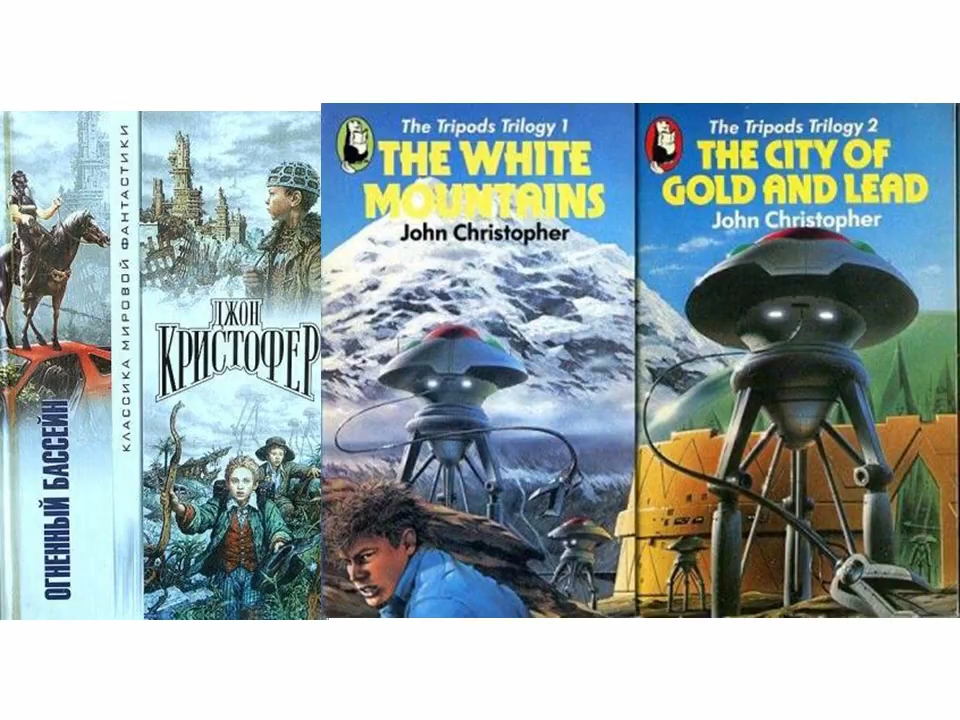 ОГНЕННЫЙ БАССЕЙН
КЛАССИКА МИРОВОЙ ФАНТАСТИКИ
ДЖОН
КРИСТОФЕР
The Tripods Trilogy 1
THE WHITE
MOUNTAINS
John Christopher
The Tripods Trilogy 2
THE CITY OF
GOLD AND LEAD
John Christopher